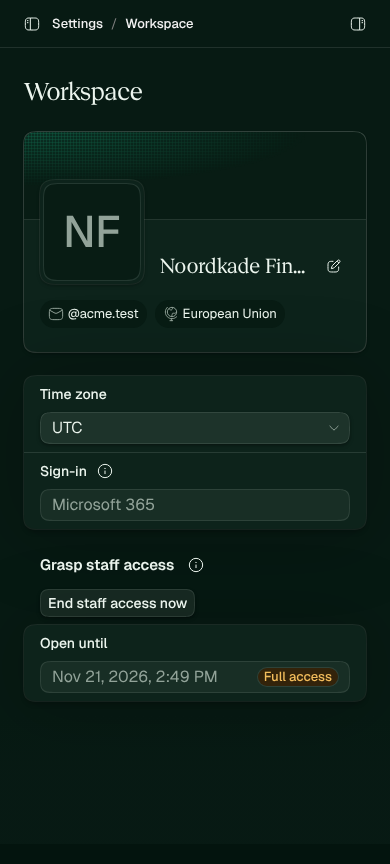 Settings / Workspace
Workspace
NF
Noordkade Fin...
@acme.test
European Union
Time zone
UTC
Sign-in
Microsoft 365
Grasp staff access
End staff access now
Open until
Nov 21, 2026, 2:49 PM
Full access